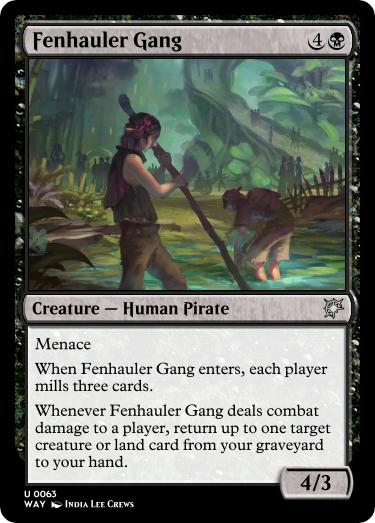 Fenhauler Gang 4
Creature — Human Pirate
Menace
When Fenhauler Gang enters, each player
mills three cards.
Whenever Fenhauler Gang deals combat
damage to a player, return up to one target
creature or land card from your graveyard
to your hand.
4/3
U 0063
WAY India Lee Crews